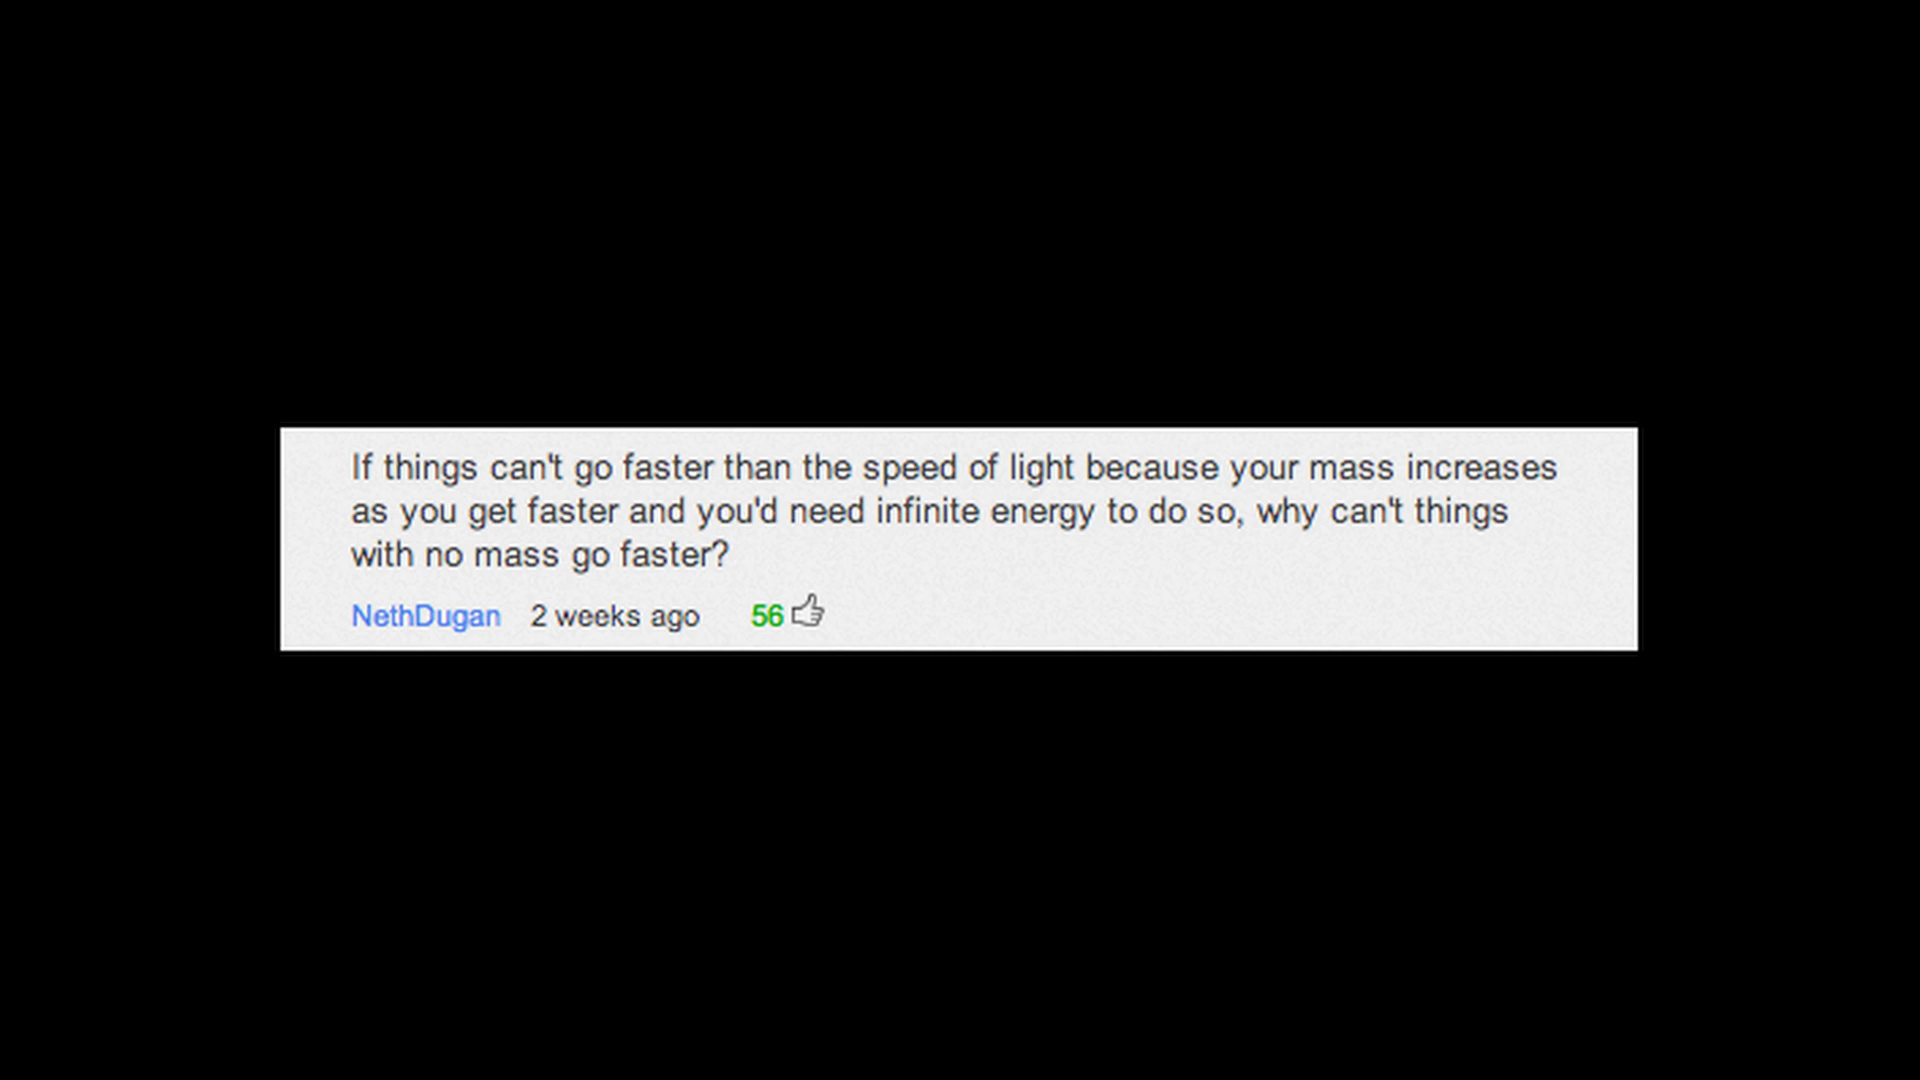 If things can't go faster than the speed of light because your mass increases
as you get faster and you'd need infinite energy to do so, why can't things
with no mass go faster?
NethDugan 2 weeks ago 56